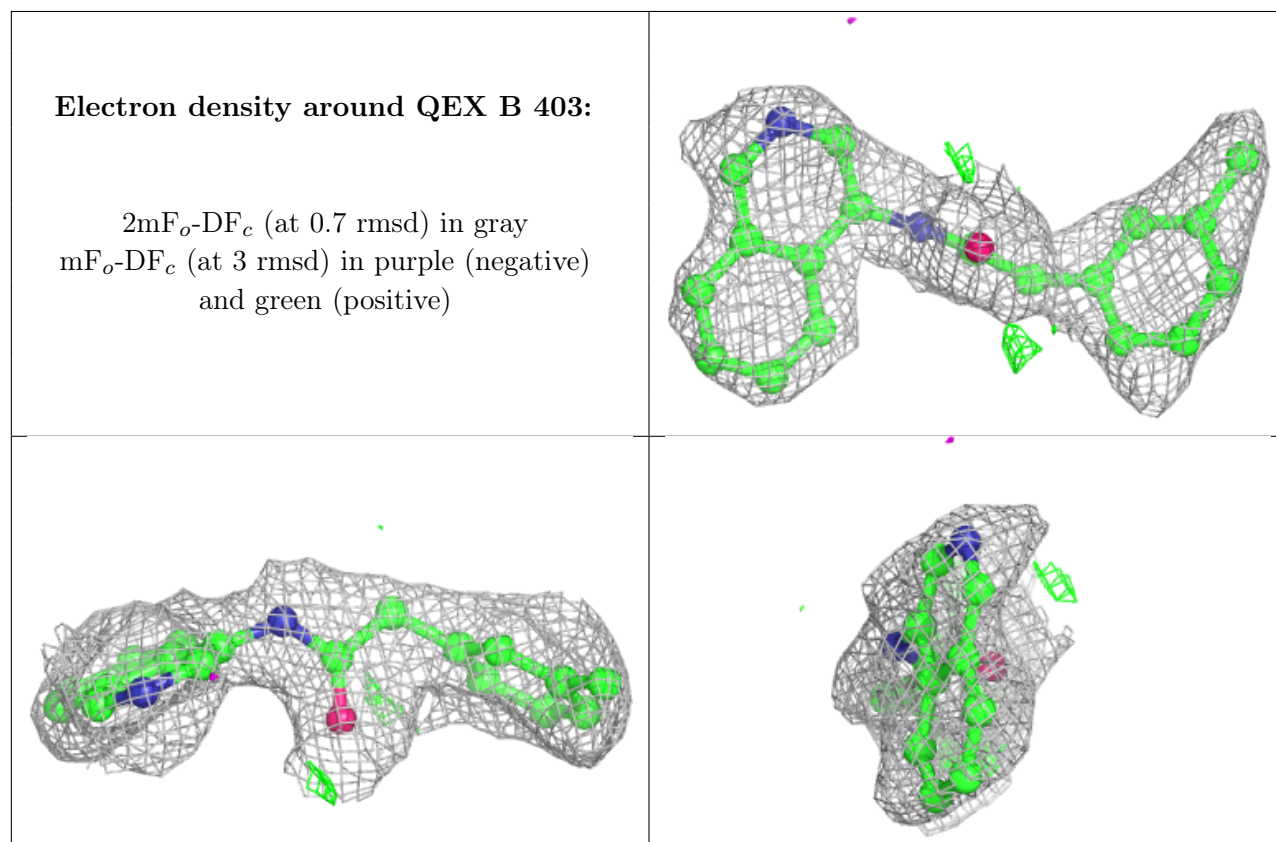 Electron density around QEX B 403:
2mFₒ-DF𝒸 (at 0.7 rmsd) in gray
mFₒ-DF𝒸 (at 3 rmsd) in purple (negative)
and green (positive)